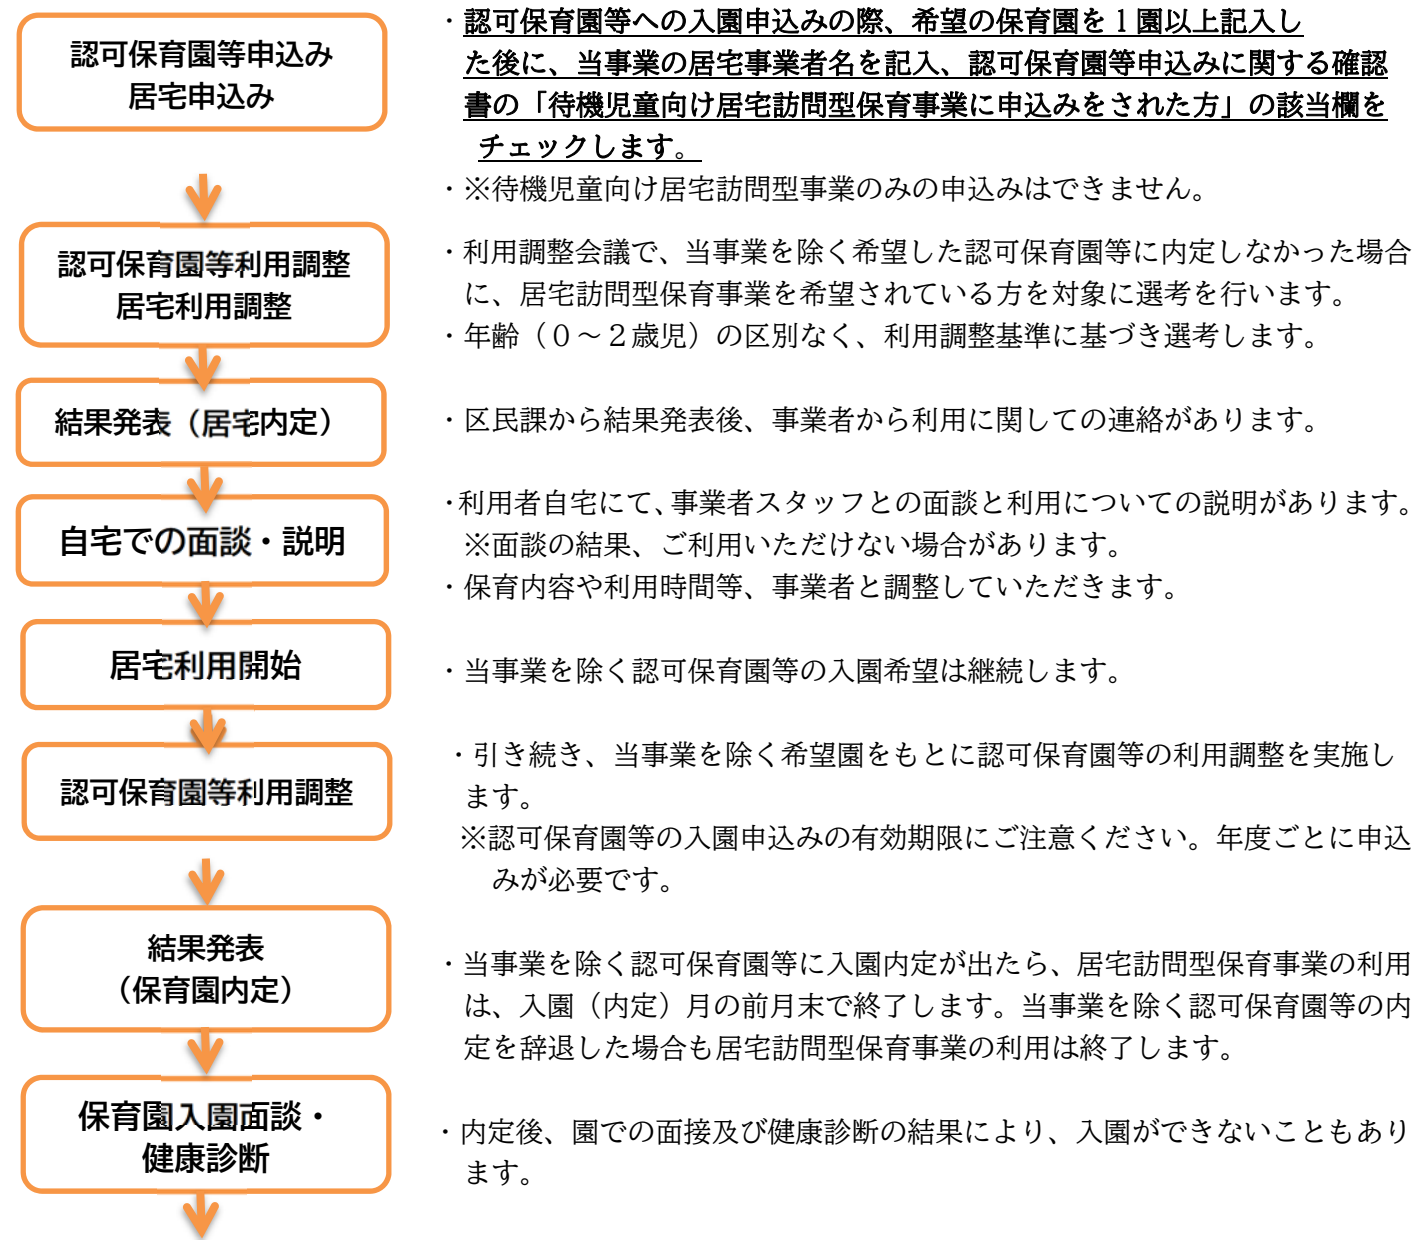 認可保育園等申込み
居宅申込み
・認可保育園等への入園申込みの際、希望の保育園を１園以上記入し
た後に、当事業の居宅事業者名を記入、認可保育園等申込みに関する確認
書の「待機児童向け居宅訪問型保育事業に申込みをされた方」の該当欄を
チェックします。
・※待機児童向け居宅訪問型事業のみの申込みはできません。
認可保育園等利用調整
居宅利用調整
・利用調整会議で、当事業を除く希望した認可保育園等に内定しなかった場合
に、居宅訪問型保育事業を希望されている方を対象に選考を行います。
・年齢（０～２歳児）の区別なく、利用調整基準に基づき選考します。
結果発表（居宅内定）
・区民課から結果発表後、事業者から利用に関しての連絡があります。
自宅での面談・説明
・利用者自宅にて、事業者スタッフとの面談と利用についての説明があります。
※面談の結果、ご利用いただけない場合があります。
・保育内容や利用時間等、事業者と調整していただきます。
居宅利用開始
・当事業を除く認可保育園等の入園希望は継続します。
認可保育園等利用調整
・引き続き、当事業を除く希望園をもとに認可保育園等の利用調整を実施し
ます。
※認可保育園等の入園申込みの有効期限にご注意ください。年度ごとに申込
みが必要です。
結果発表
（保育園内定）
・当事業を除く認可保育園等に入園内定が出たら、居宅訪問型保育事業の利用
は、入園（内定）月の前月末で終了します。当事業を除く認可保育園等の内
定を辞退した場合も居宅訪問型保育事業の利用は終了します。
保育園入園面談・
健康診断
・内定後、園での面接及び健康診断の結果により、入園ができないこともあり
ます。